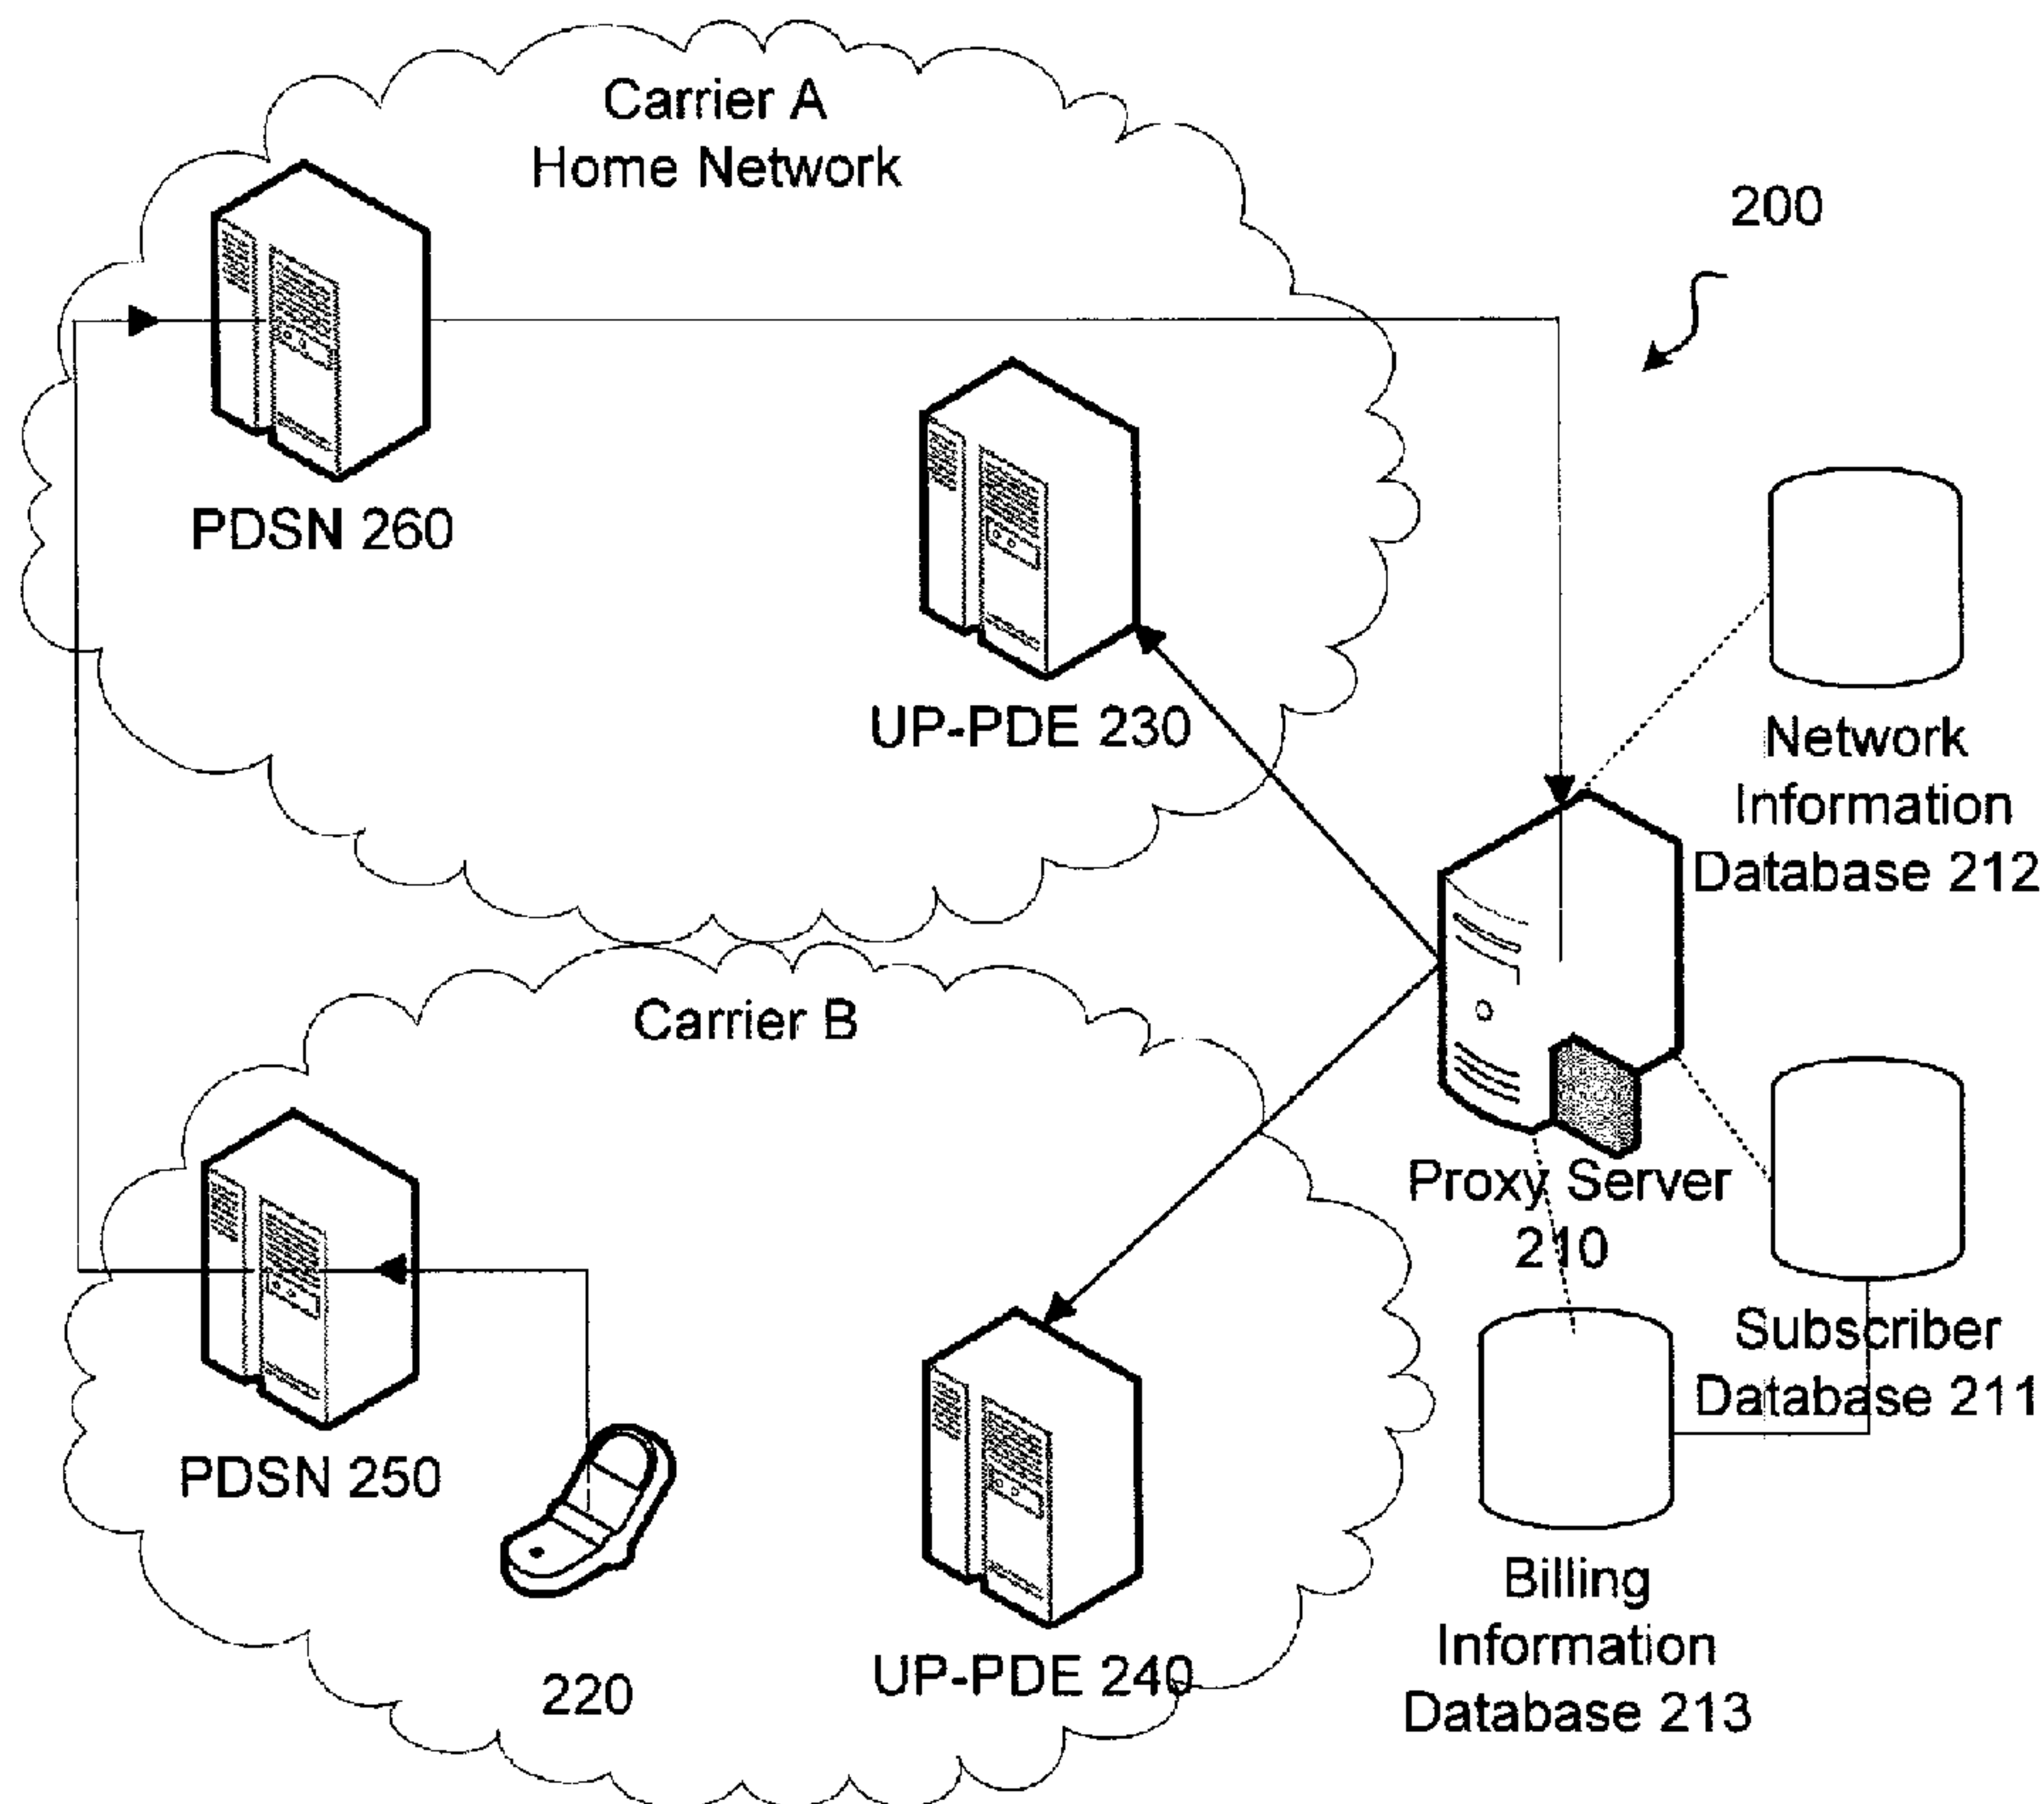 Carrier A
Home Network
200
PDSN 260
UP-PDE 230
Network
Information
Database 212
Carrier B
Proxy Server
210
Subscriber
Database 211
PDSN 250
220
UP-PDE 240
Billing
Information
Database 213